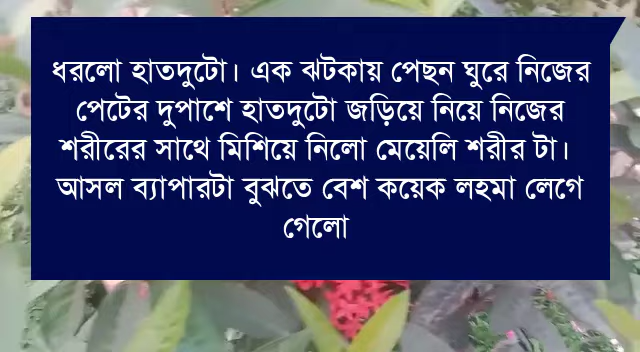 ধরলো হাতদুটো। এক ঝটকায় পেছন ঘুরে নিজের
পেটের দুপাশে হাতদুটো জড়িয়ে নিয়ে নিজের
শরীরের সাথে মিশিয়ে নিলো মেয়েলি শরীর টা।
আসল ব্যাপারটা বুঝতে বেশ কয়েক লহমা লেগে
গেলো